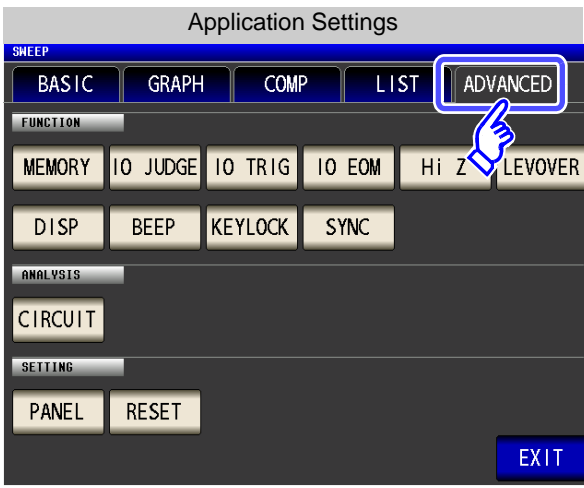 Application Settings
SWEEP
BASIC GRAPH COMP LIST ADVANCED
FUNCTION
MEMORY IO JUDGE IO TRIG IO EOM Hi Z LEVOVER
DISP BEEP KEYLOCK SYNC
ANALYSIS
CIRCUIT
SETTING
PANEL RESET
EXIT